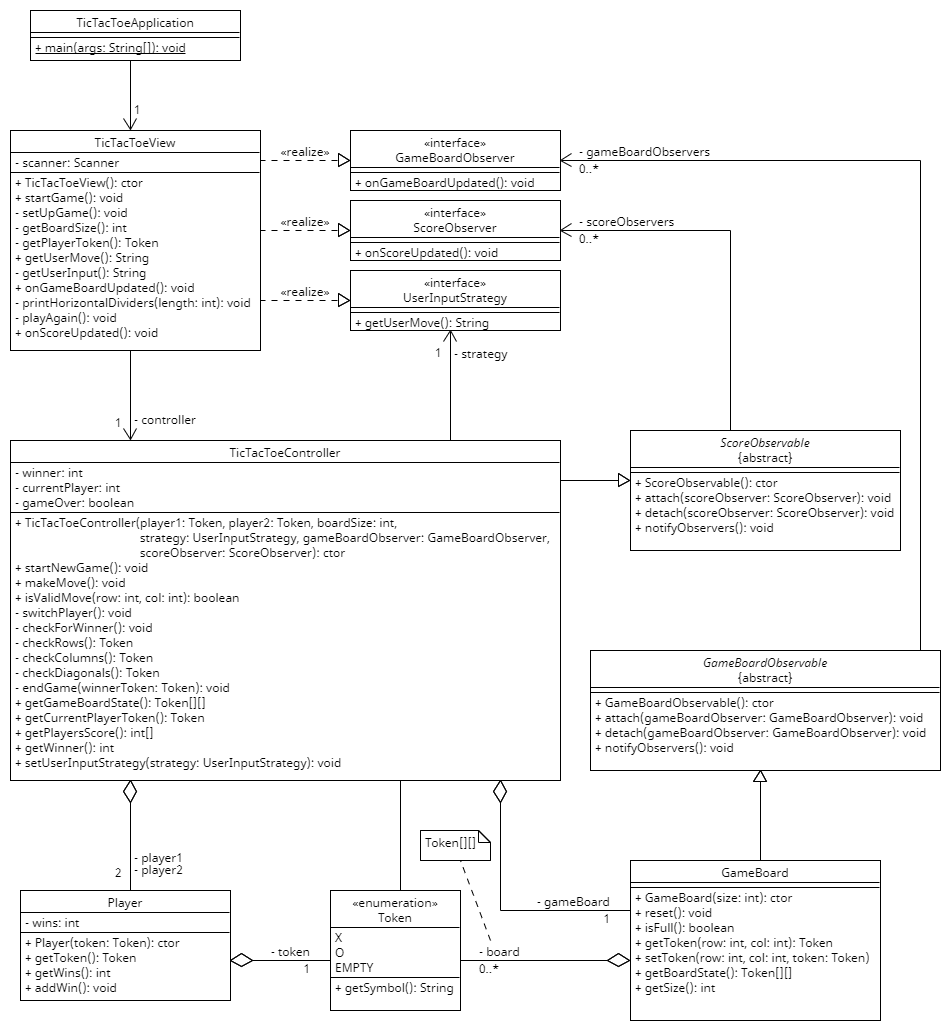 TicTacToeApplication
+ main(args: String[]): void
1
TicTacToeView
- scanner: Scanner
+ TicTacToeView(): ctor
+ startGame(): void
- setUpGame(): void
- getBoardSize(): int
- getPlayerToken(): Token
+ getUserMove(): String
- getUserInput(): String
+ onGameBoardUpdated(): void
- printHorizontalDividers(length: int): void
- playAgain(): void
+ onScoreUpdated(): void
«realize»
«realize»
«realize»
«interface»
GameBoardObserver
+ onGameBoardUpdated(): void
«interface»
ScoreObserver
+ onScoreUpdated(): void
«interface»
UserInputStrategy
+ getUserMove(): String
- gameBoardObservers
0..*
- scoreObservers
0..*
1
- strategy
1
- controller
TicTacToeController
- winner: int
- currentPlayer: int
- gameOver: boolean
+ TicTacToeController(player1: Token, player2: Token, boardSize: int,
strategy: UserInputStrategy, gameBoardObserver: GameBoardObserver,
scoreObserver: ScoreObserver): ctor
+ startNewGame(): void
+ makeMove(): void
+ isValidMove(row: int, col: int): boolean
- switchPlayer(): void
- checkForWinner(): void
- checkRows(): Token
- checkColumns(): Token
- checkDiagonals(): Token
- endGame(winnerToken: Token): void
+ getGameBoardState(): Token[][]
+ getCurrentPlayerToken(): Token
+ getPlayersScore(): int[]
+ getWinner(): int
+ setUserInputStrategy(strategy: UserInputStrategy): void
ScoreObservable
{abstract}
+ ScoreObservable(): ctor
+ attach(scoreObserver: ScoreObserver): void
+ detach(scoreObserver: ScoreObserver): void
+ notifyObservers(): void
GameBoardObservable
{abstract}
+ GameBoardObservable(): ctor
+ attach(gameBoardObserver: GameBoardObserver): void
+ detach(gameBoardObserver: GameBoardObserver): void
+ notifyObservers(): void
- player1
- player2
2
Token[][]
- gameBoard
1
Player
- wins: int
+ Player(token: Token): ctor
+ getToken(): Token
+ getWins(): int
+ addWin(): void
- token
1
«enumeration»
Token
X
O
EMPTY
+ getSymbol(): String
- board
0..*
GameBoard
+ GameBoard(size: int): ctor
+ reset(): void
+ isFull(): boolean
+ getToken(row: int, col: int): Token
+ setToken(row: int, col: int, token: Token)
+ getBoardState(): Token[][]
+ getSize(): int